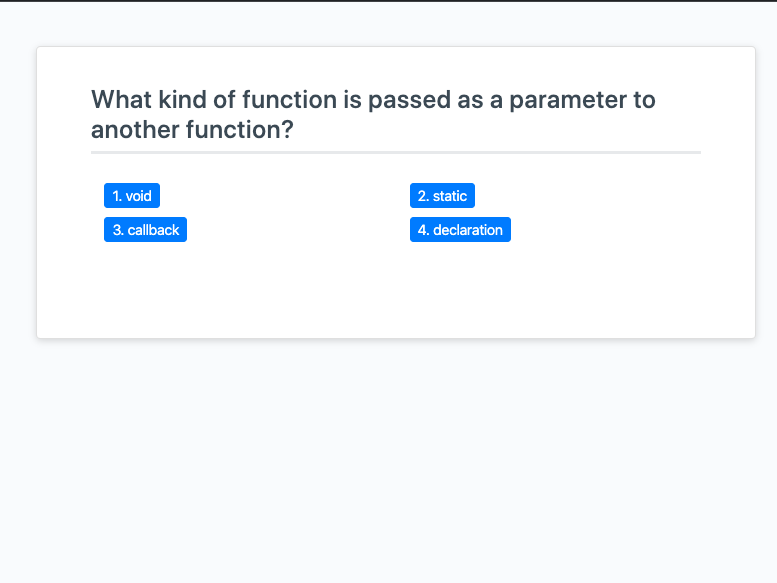 What kind of function is passed as a parameter to
another function?
1. void
2. static
3. callback
4. declaration